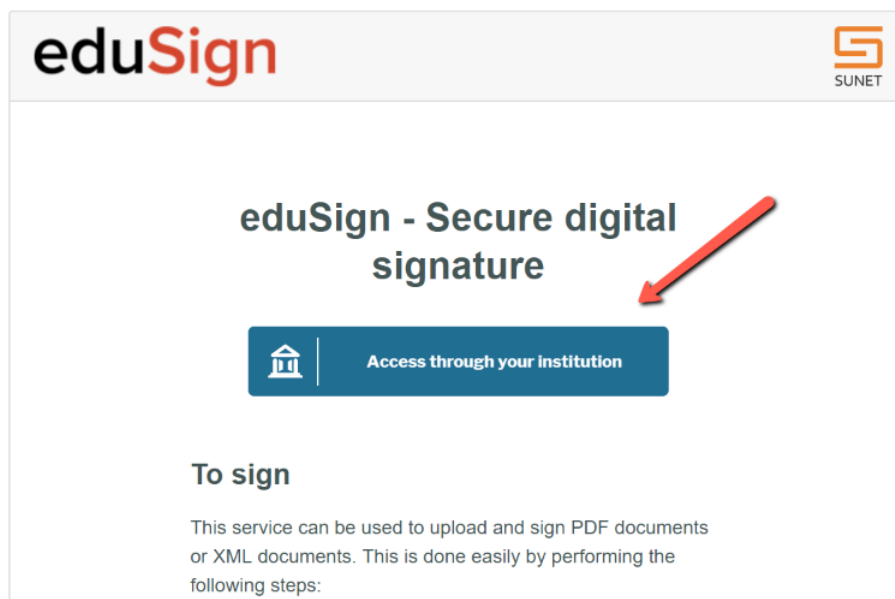 eduSign
SUNET
eduSign - Secure digital
signature
Access through your institution
To sign
This service can be used to upload and sign PDF documents
or XML documents. This is done easily by performing the
following steps: